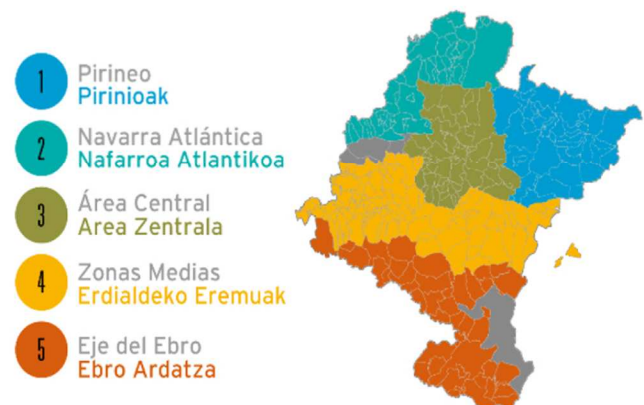 1
Pirineo
Pirinioak
2
Navarra Atlántica
Nafarroa Atlantikoa
3
Área Central
Area Zentrala
4
Zonas Medias
Erdialdeko Eremuak
5
Eje del Ebro
Ebro Ardatza